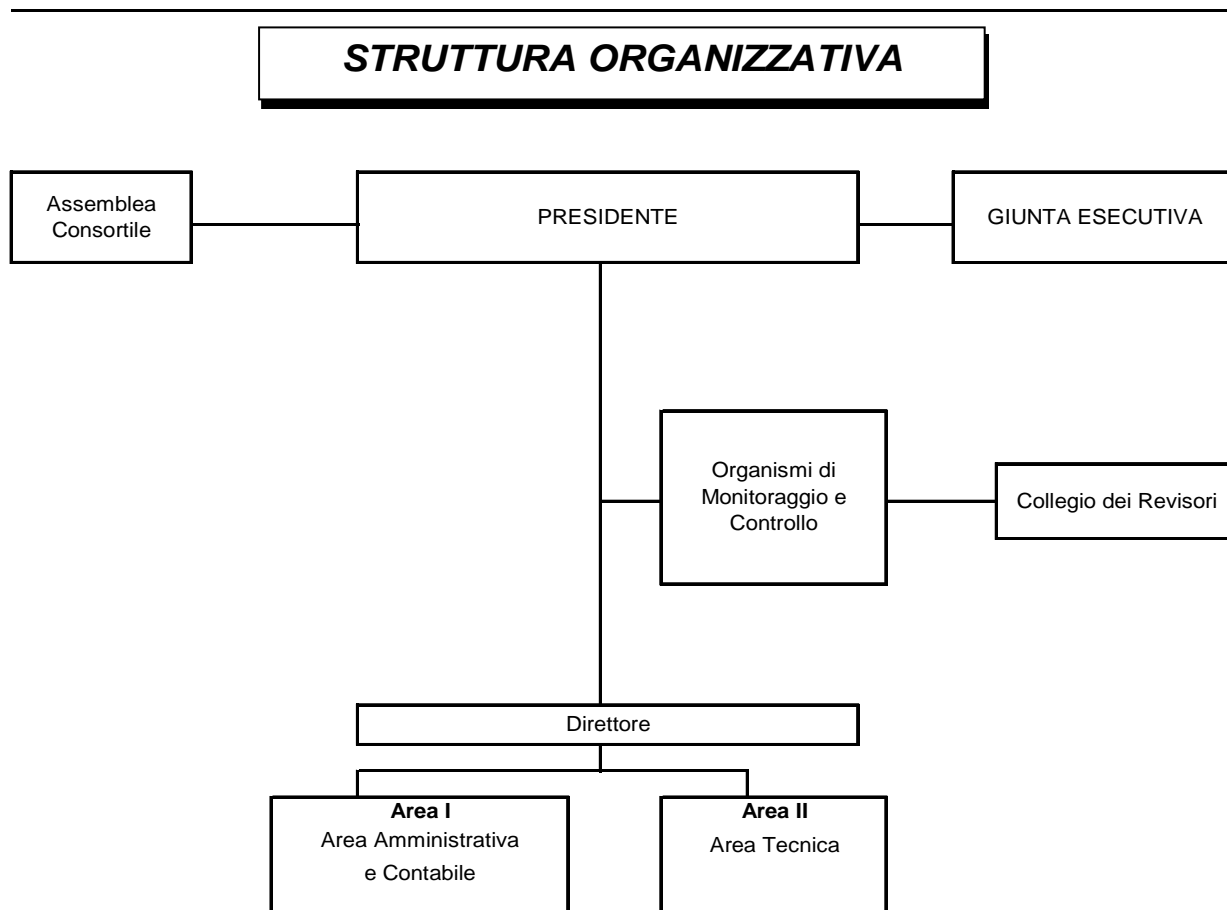 STRUTTURA ORGANIZZATIVA
Assemblea
Consortile
PRESIDENTE
GIUNTA ESECUTIVA
Organismi di
Monitoraggio e
Controllo
Collegio dei Revisori
Direttore
Area I
Area Amministrativa
e Contabile
Area II
Area Tecnica